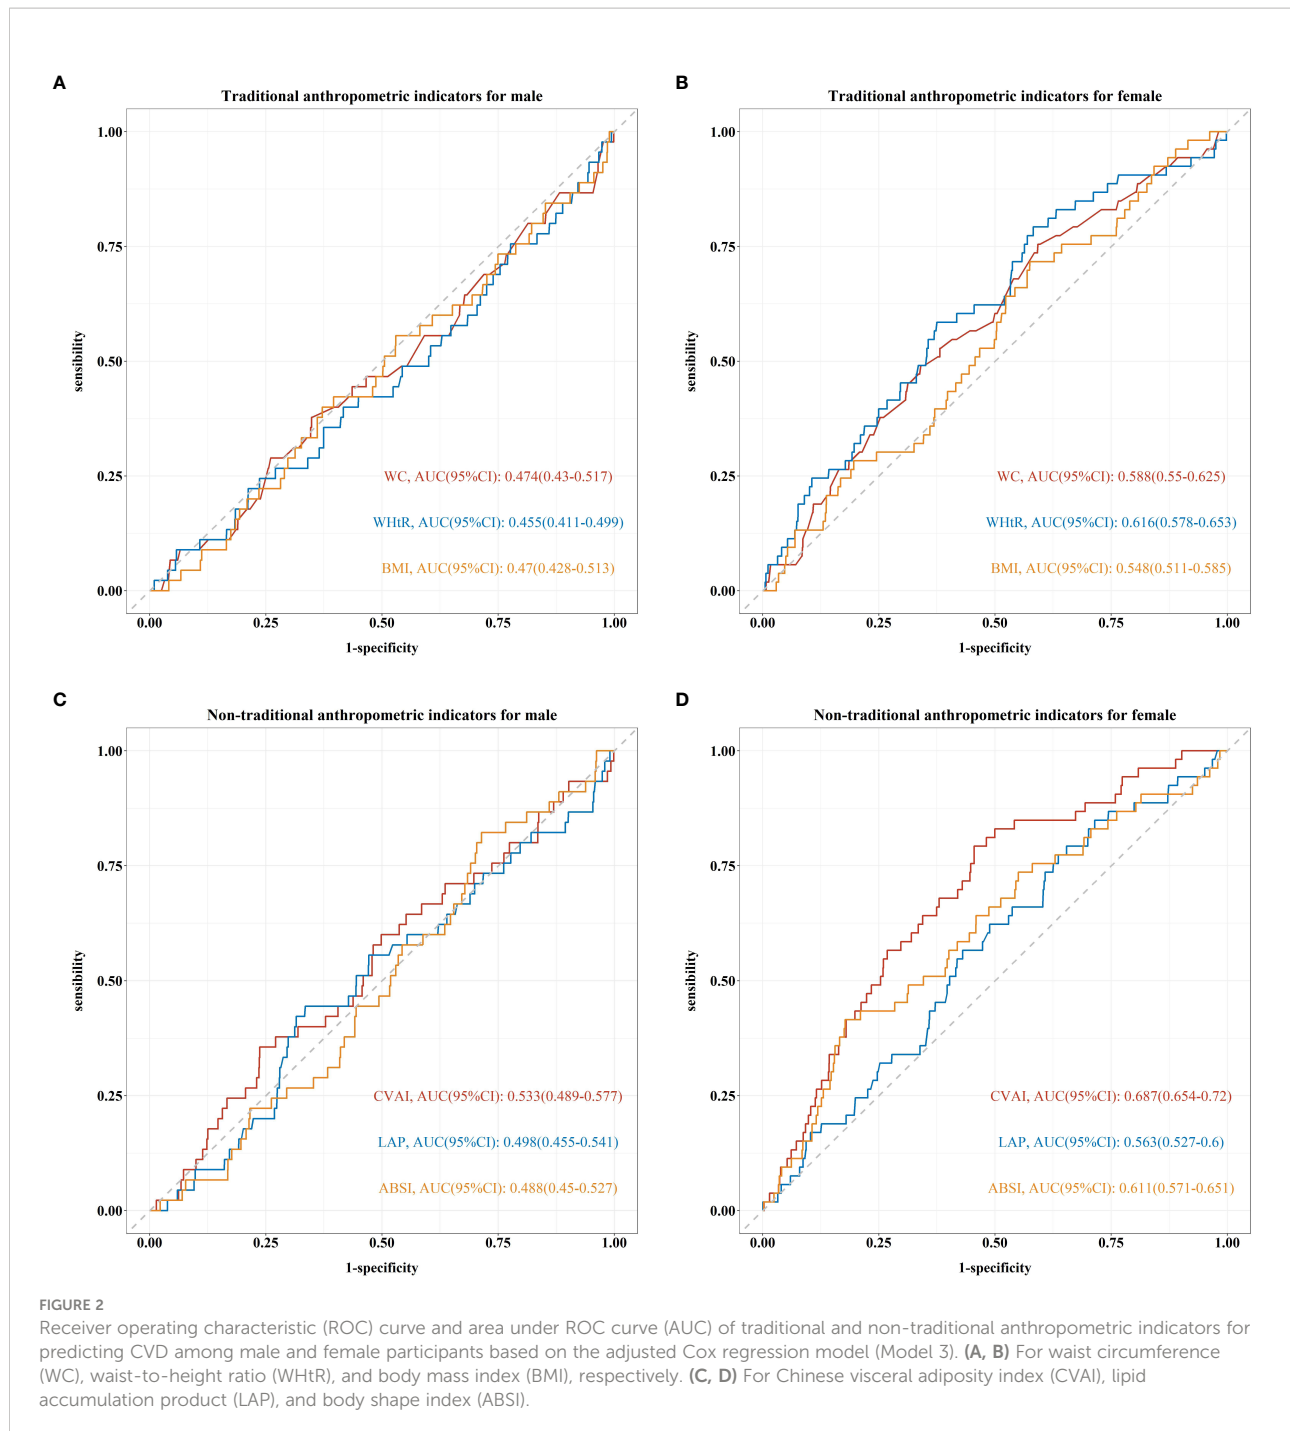 A
Traditional anthropometric indicators for male
1.00
0.75
0.50
0.25
0.00
sensibility
WC, AUC(95%CI): 0.474(0.43-0.517)
WHtR, AUC(95%CI): 0.455(0.411-0.499)
BMI, AUC(95%CI): 0.47(0.428-0.513)
0.00 0.25 0.50 0.75 1.00
1-specificity
B
Traditional anthropometric indicators for female
1.00
0.75
0.50
0.25
0.00
sensibility
WC, AUC(95%CI): 0.588(0.55-0.625)
WHtR, AUC(95%CI): 0.616(0.578-0.653)
BMI, AUC(95%CI): 0.548(0.511-0.585)
0.00 0.25 0.50 0.75 1.00
1-specificity
C
Non-traditional anthropometric indicators for male
1.00
0.75
0.50
0.25
0.00
sensibility
CVAI, AUC(95%CI): 0.533(0.489-0.577)
LAP, AUC(95%CI): 0.498(0.455-0.541)
ABSI, AUC(95%CI): 0.488(0.45-0.527)
0.00 0.25 0.50 0.75 1.00
1-specificity
D
Non-traditional anthropometric indicators for female
1.00
0.75
0.50
0.25
0.00
sensibility
CVAI, AUC(95%CI): 0.687(0.654-0.72)
LAP, AUC(95%CI): 0.563(0.527-0.6)
ABSI, AUC(95%CI): 0.611(0.571-0.651)
0.00 0.25 0.50 0.75 1.00
1-specificity
FIGURE 2
Receiver operating characteristic (ROC) curve and area under ROC curve (AUC) of traditional and non-traditional anthropometric indicators for
predicting CVD among male and female participants based on the adjusted Cox regression model (Model 3). (A, B) For waist circumference
(WC), waist-to-height ratio (WHtR), and body mass index (BMI), respectively. (C, D) For Chinese visceral adiposity index (CVAI), lipid
accumulation product (LAP), and body shape index (ABSI).